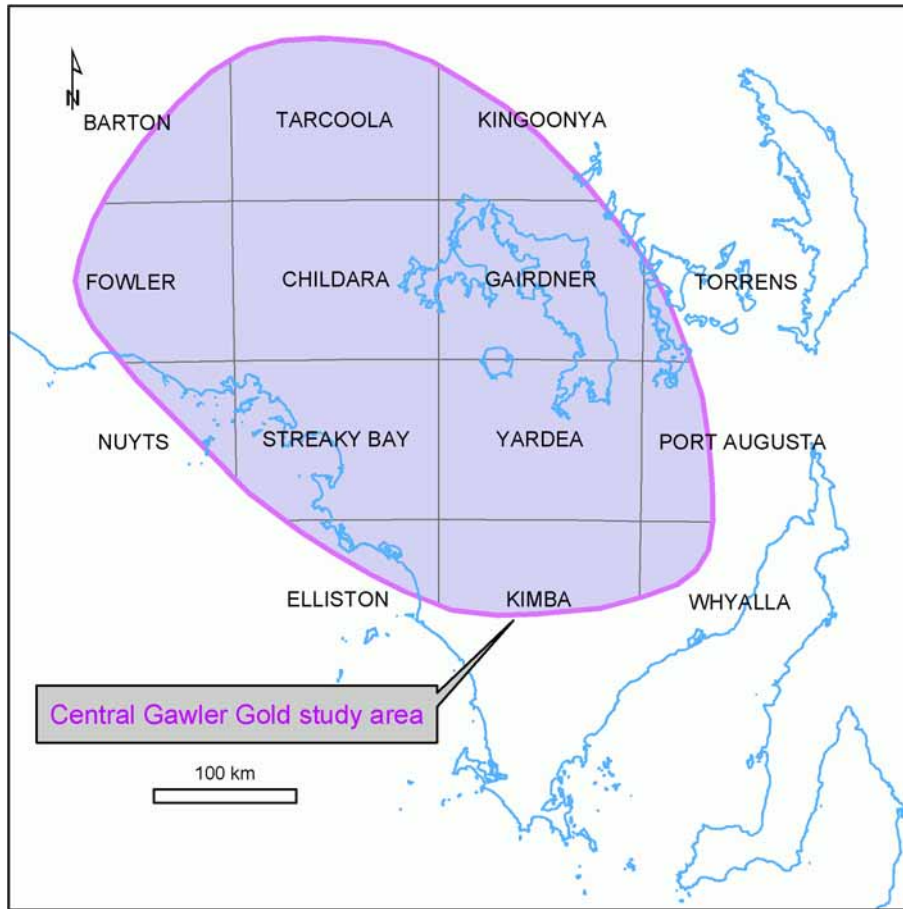 N
BARTON
TARCOOLA
KINGOONYA
FOWLER
CHILDARA
GAIRDNER
TORRENS
NUYTS
STREAKY BAY
YARDEA
PORT AUGUSTA
ELLISTON
KIMBA
WHYALLA
Central Gawler Gold study area
100 km